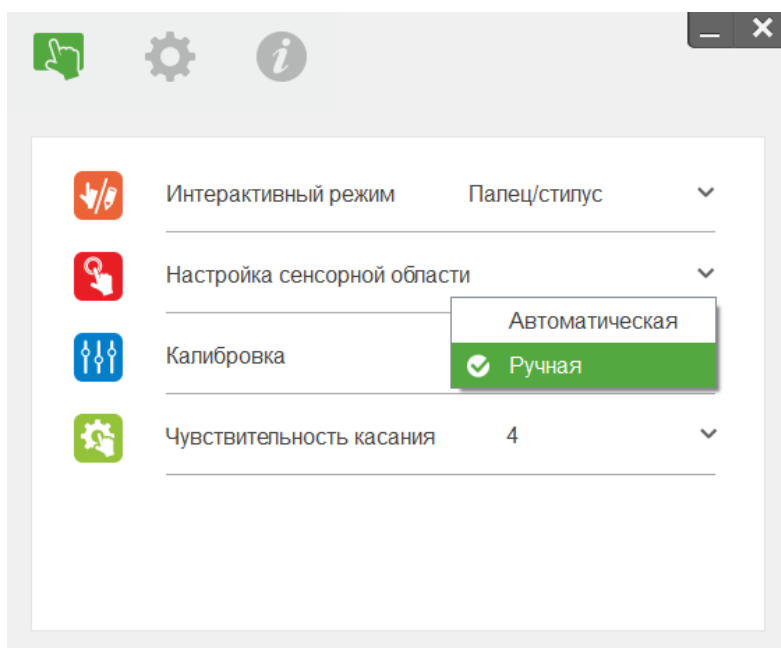 Интерактивный режим Палец/стилус
Настройка сенсорной области
Автоматическая
Калибровка
Ручная
Чувствительность касания 4